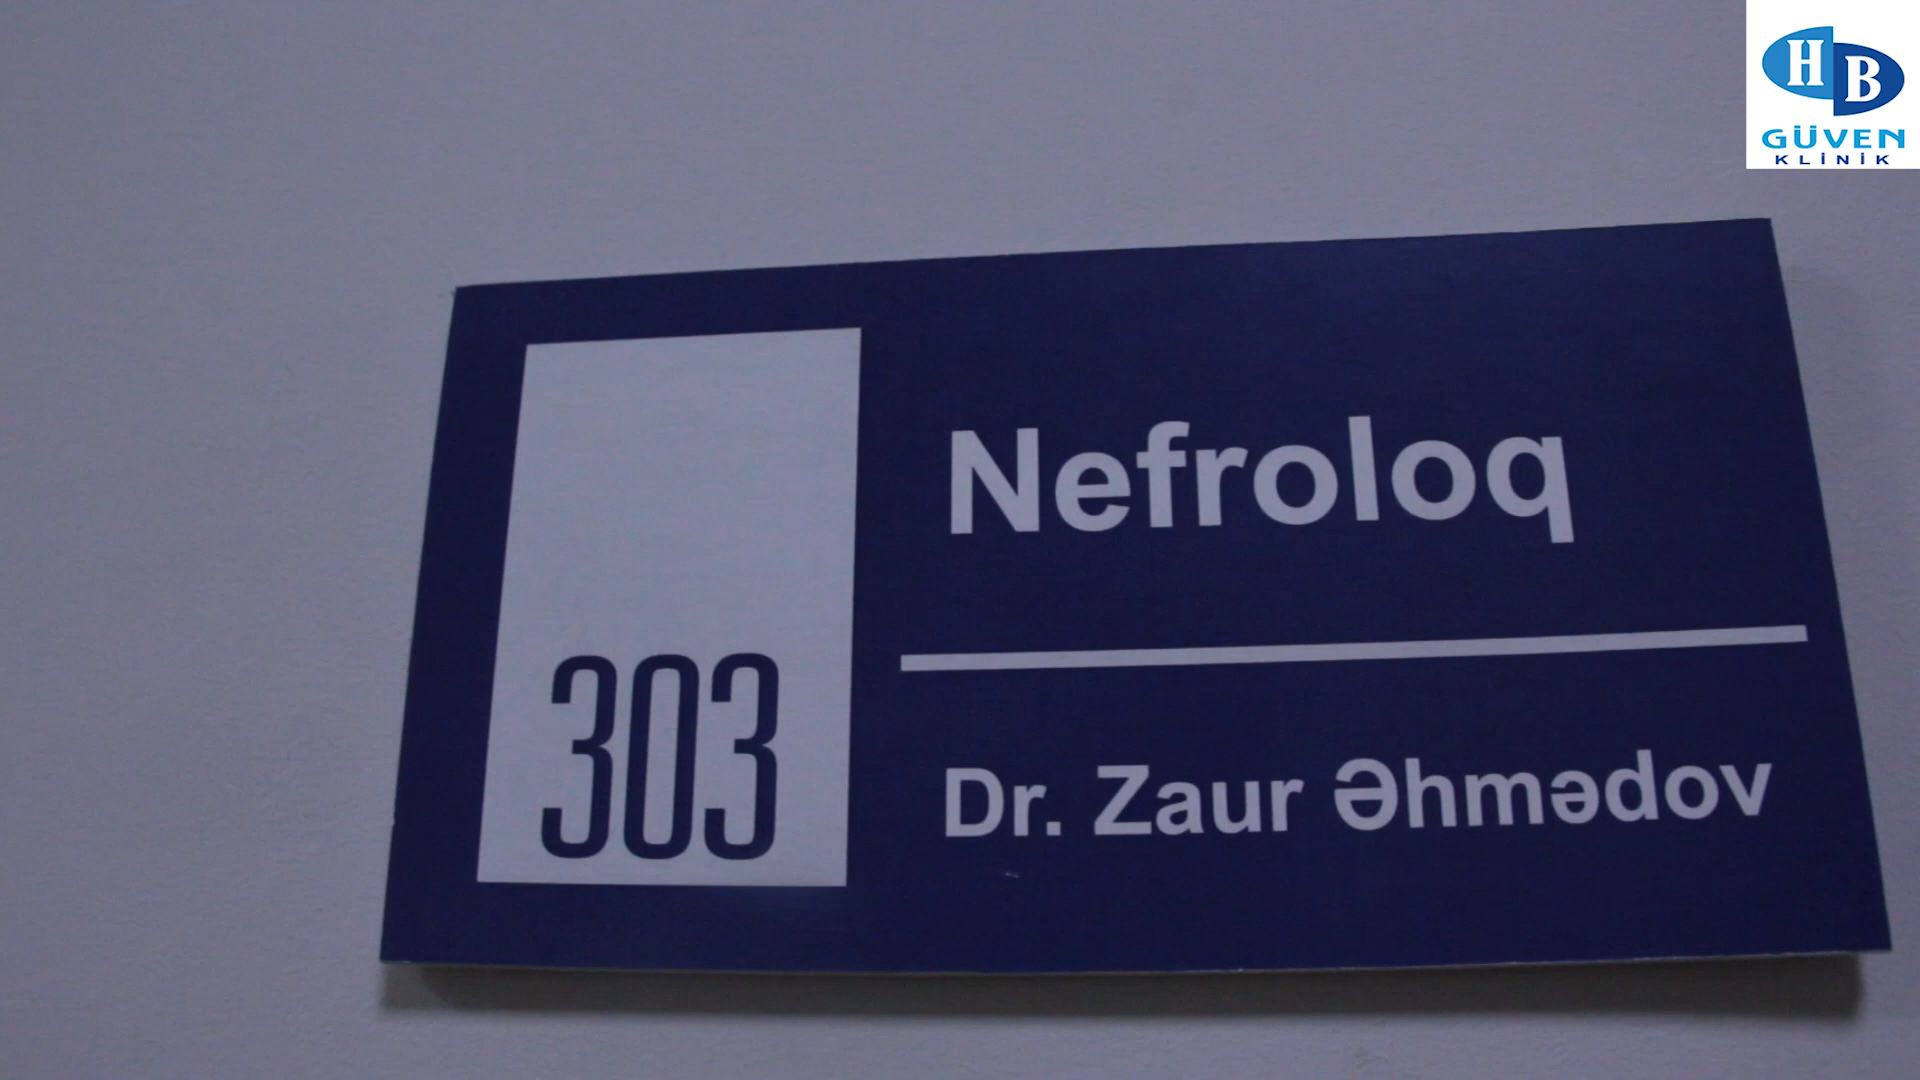 HB
GÜVEN
KLİNİK
Nefroloq
303
Dr. Zaur Əhmədov